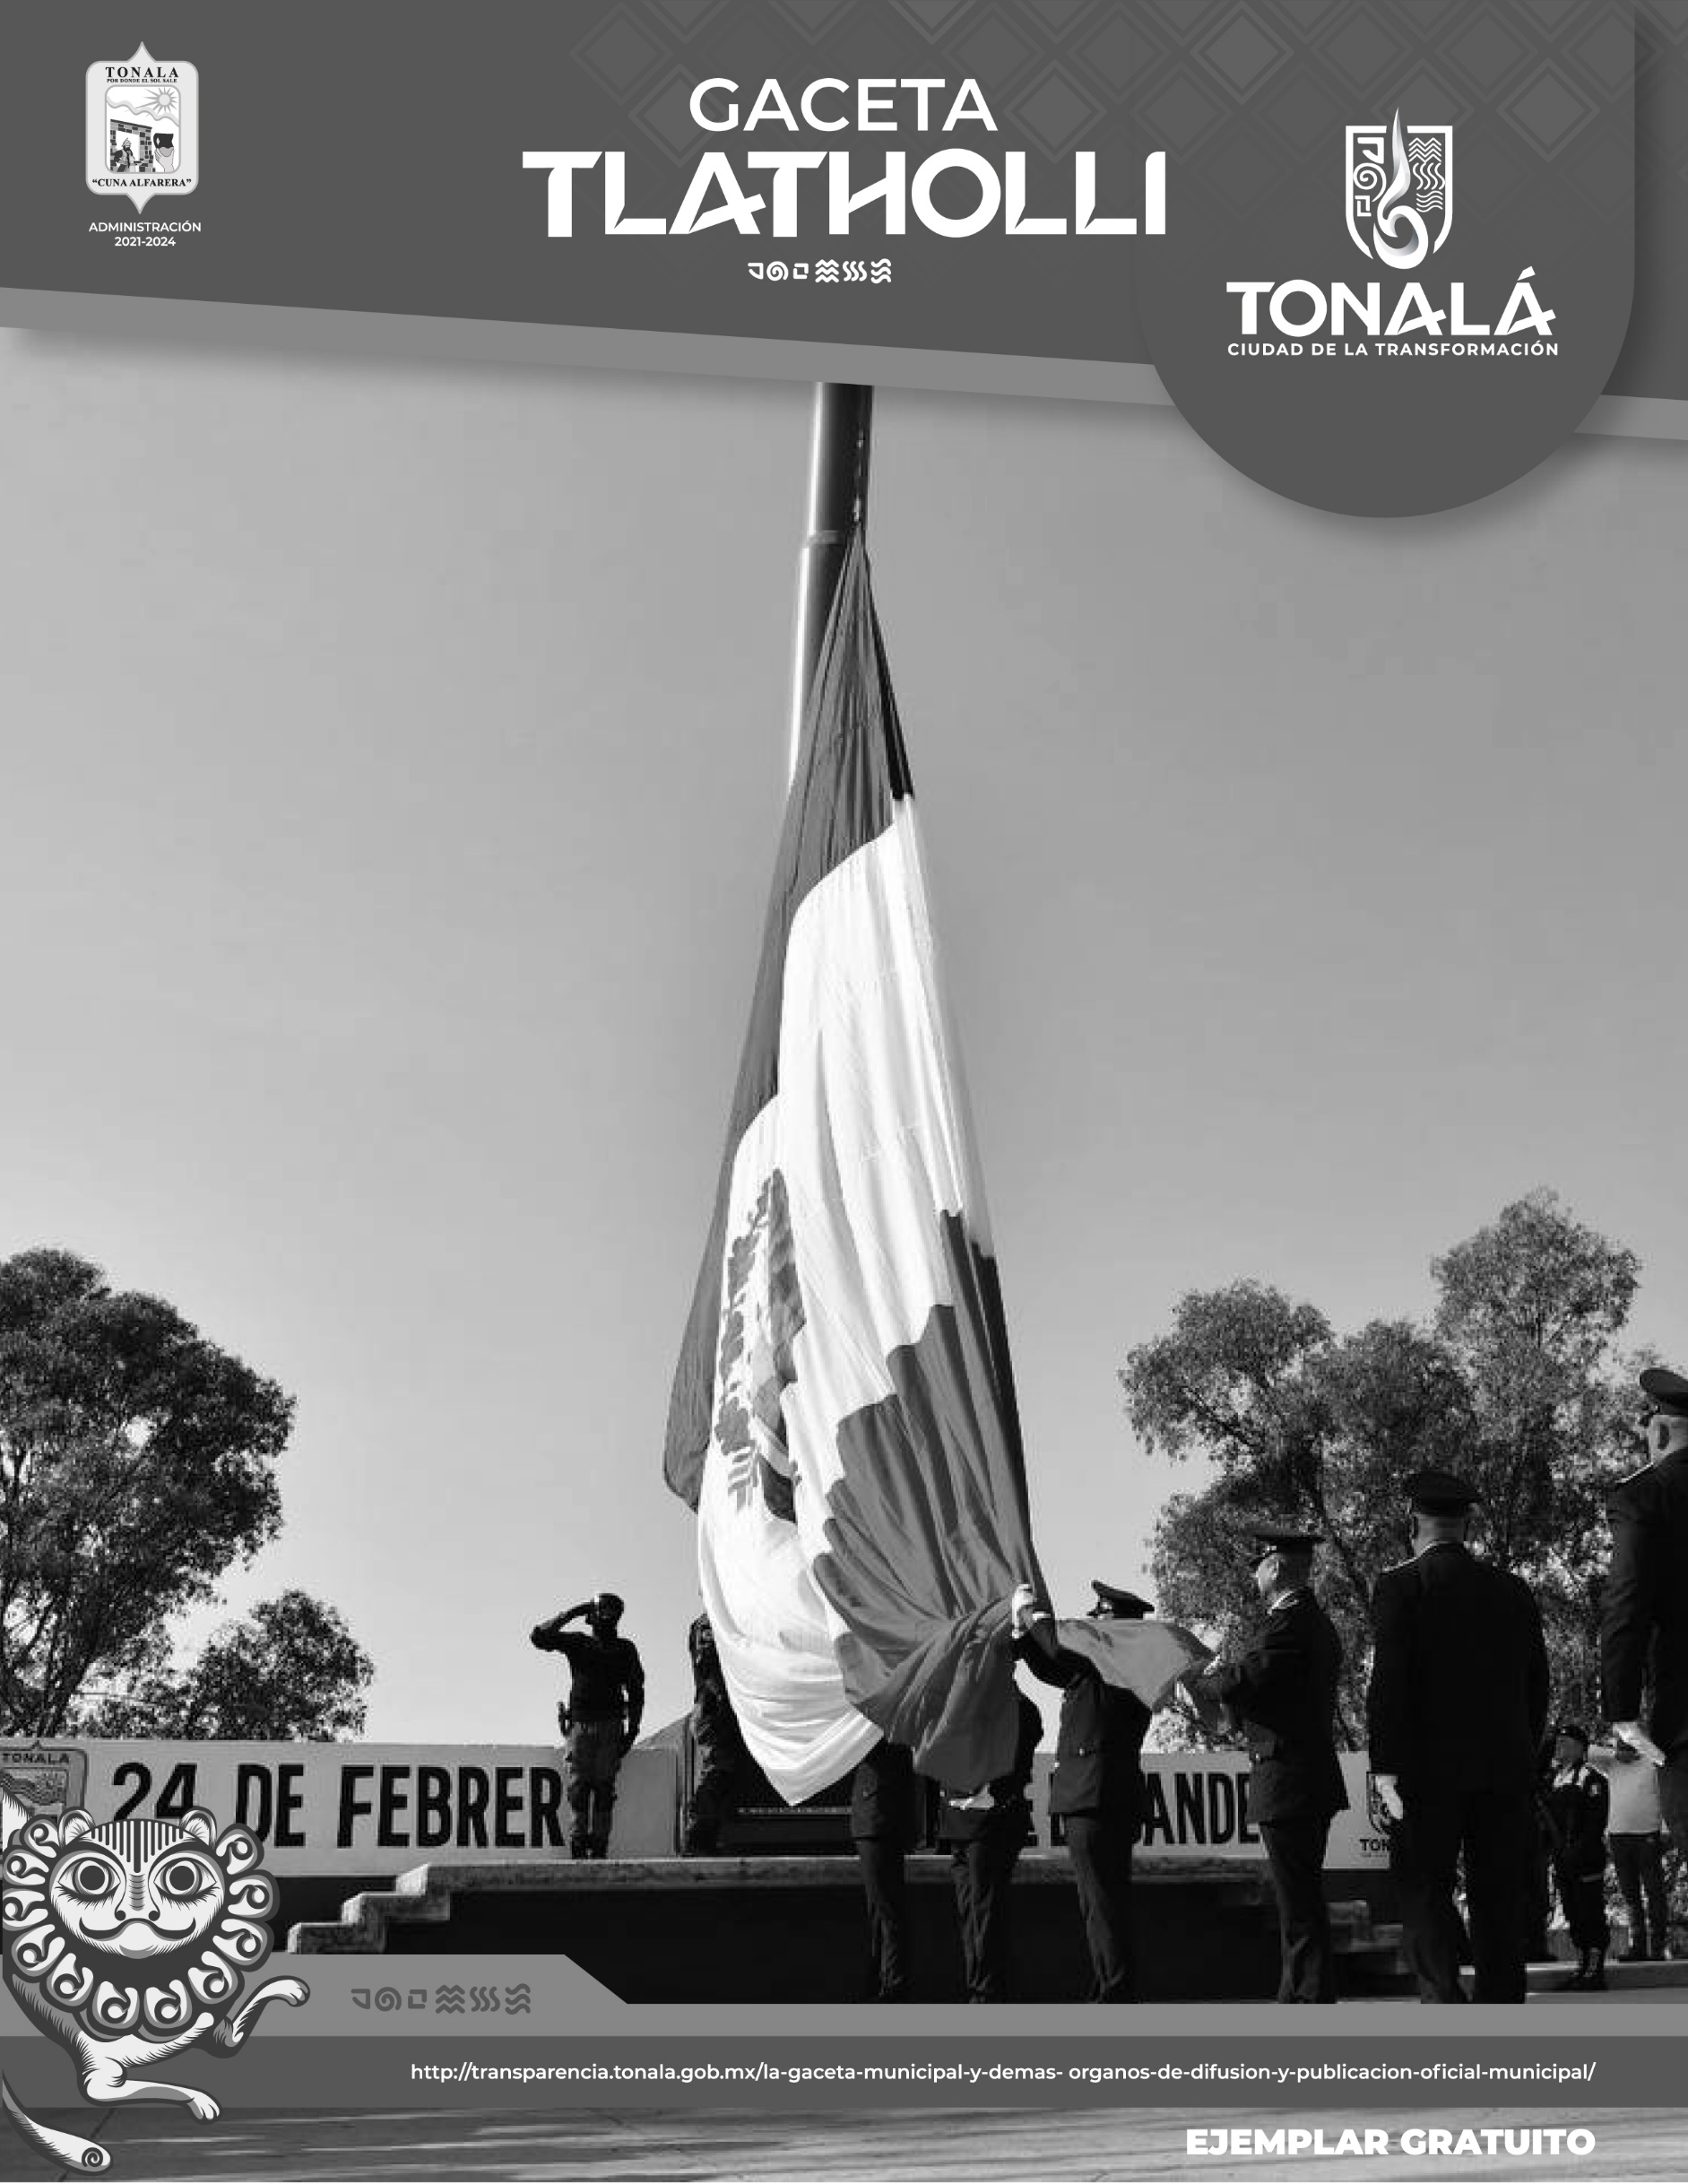 TONALA
POR DONDE EL SOL SALE
"CUNA ALFARERA"
ADMINISTRACIÓN
2021-2024
GACETA
TLATHOLLI
TONALÁ
CIUDAD DE LA TRANSFORMACIÓN
TONALA
24 DE FEBRER
ANDE
TON
http://transparencia.tonala.gob.mx/la-gaceta-municipal-y-demas- organos-de-difusion-y-publicacion-oficial-municipal/
EJEMPLAR GRATUITO